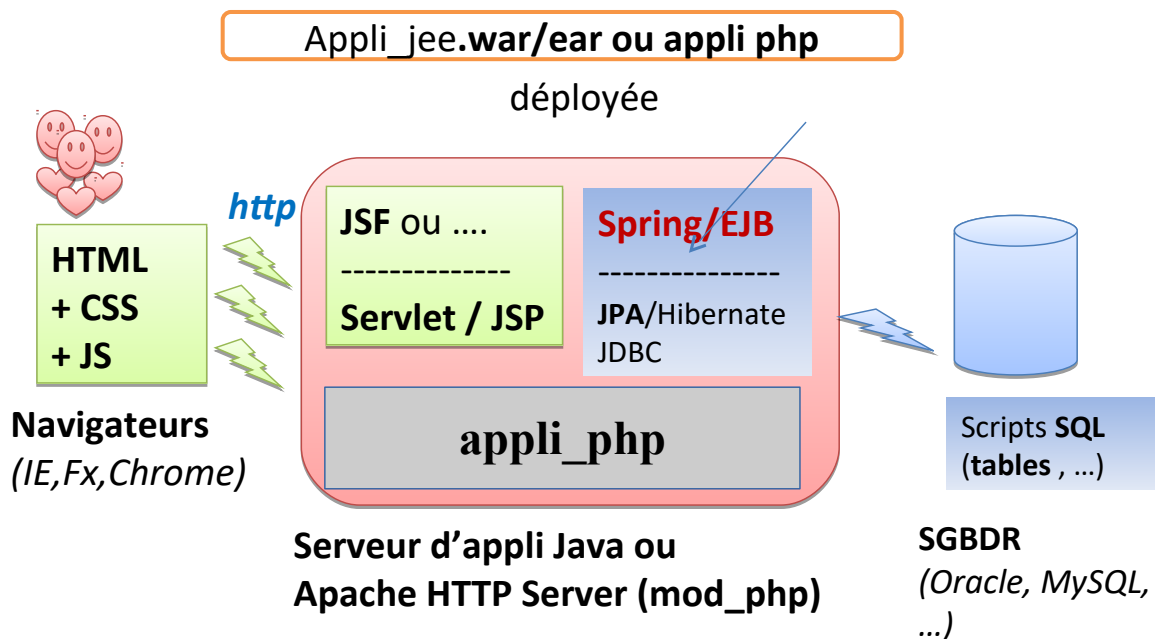 Appli_jee.war/ear ou appli php
déployée
http
HTML
+ CSS
+ JS
Navigateurs
(IE,Fx,Chrome)
JSF ou ....
--------------
Servlet / JSP
Spring/EJB
---------------
JPA/Hibernate
JDBC
appli_php
Serveur d’appli Java ou
Apache HTTP Server (mod_php)
Scripts SQL
(tables , …)
SGBDR
(Oracle, MySQL,
…)